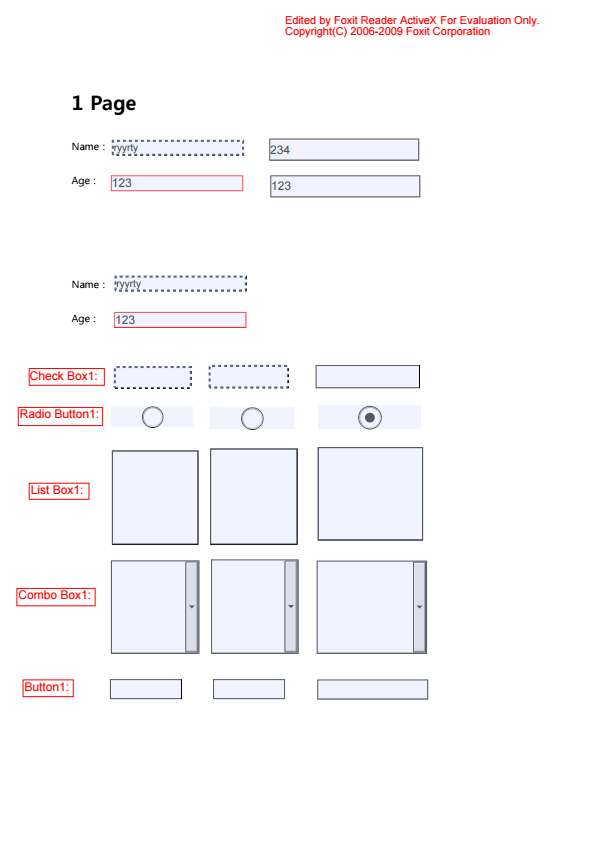 Edited by Foxit Reader ActiveX For Evaluation Only.
Copyright(C) 2006-2009 Foxit Corporation
1 Page
Name : ryyrty 234
Age : 123 123
Name : ryyrty
Age : 123
Check Box1:
Radio Button1:
List Box1:
Combo Box1:
Button1: